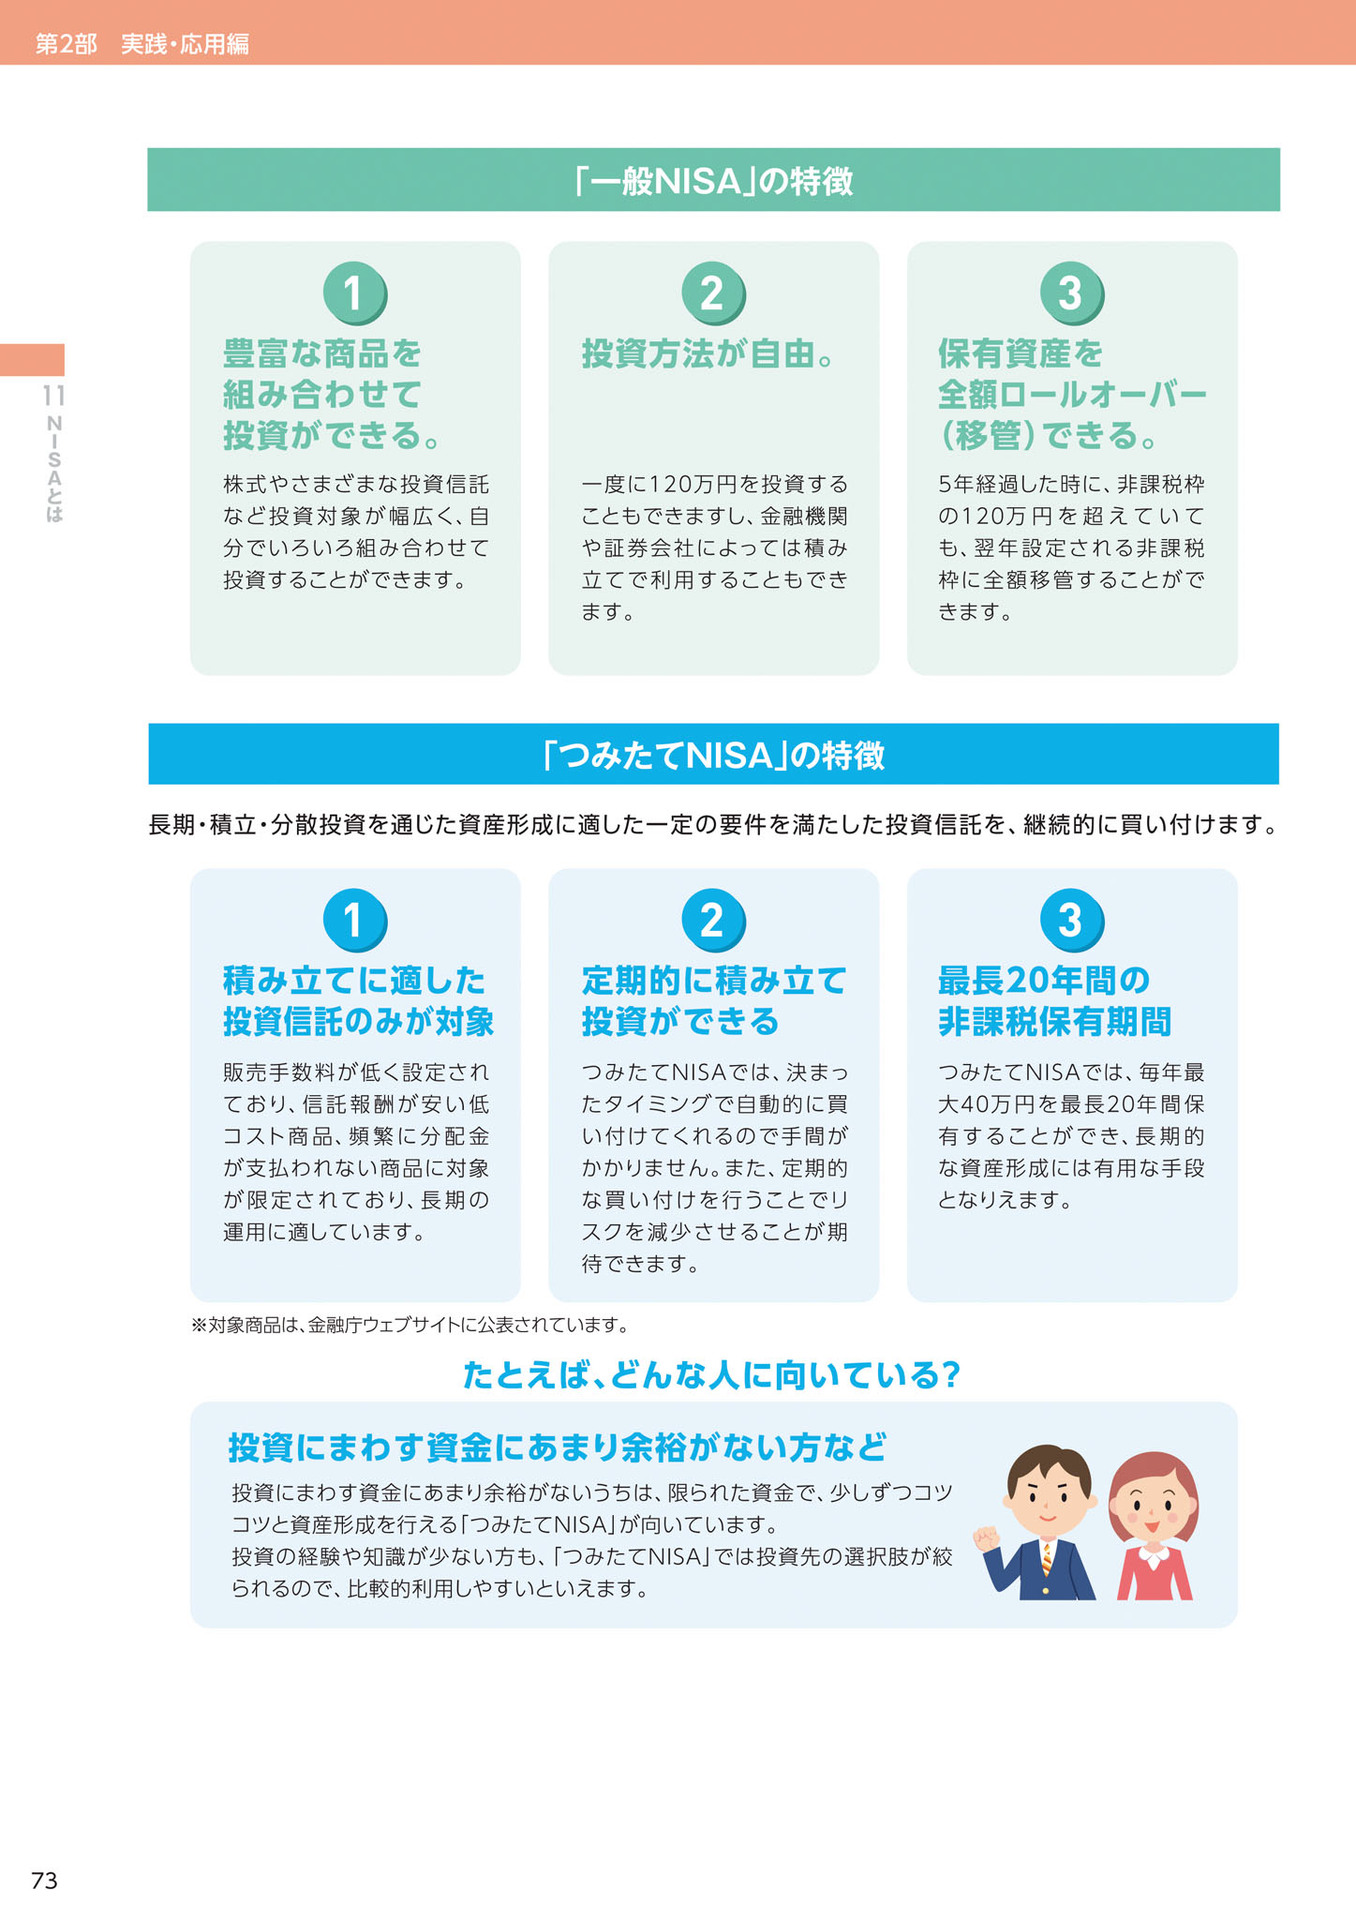 第2部　実践・応用編
「一般NISA」の特徴
1
豊富な商品を
組み合わせて
投資ができる。
株式やさまざまな投資信託
など投資対象が幅広く、自
分でいろいろ組み合わせて
投資することができます。
2
投資方法が自由。
一度に120万円を投資する
こともできますし、金融機関
や証券会社によっては積み
立てで利用することもでき
ます。
3
保有資産を
全額ロールオーバー
（移管）できる。
5年経過した時に、非課税枠
の120万円を超えていて
も、翌年設定される非課税
枠に全額移管することがで
きます。
11 NISAとは
「つみたてNISA」の特徴
長期・積立・分散投資を通じた資産形成に適した一定の要件を満たした投資信託を、継続的に買い付けます。
1
積み立てに適した
投資信託のみが対象
販売手数料が低く設定され
ており、信託報酬が安い低
コスト商品、頻繁に分配金
が支払われない商品に対象
が限定されており、長期の
運用に適しています。
2
定期的に積み立て
投資ができる
つみたてNISAでは、決まっ
たタイミングで自動的に買
い付けてくれるので手間が
かかりません。また、定期的
な買い付けを行うことでリ
スクを減少させることが期
待できます。
3
最長20年間の
非課税保有期間
つみたてNISAでは、毎年最
大40万円を最長20年間保
有することができ、長期的
な資産形成には有用な手段
となりえます。
※対象商品は、金融庁ウェブサイトに公表されています。
たとえば、どんな人に向いている？
投資にまわす資金にあまり余裕がない方など
投資にまわす資金にあまり余裕がないうちは、限られた資金で、少しずつコツ
コツと資産形成を行える「つみたてNISA」が向いています。
投資の経験や知識が少ない方も、「つみたてNISA」では投資先の選択肢が絞
られるので、比較的利用しやすいといえます。
73